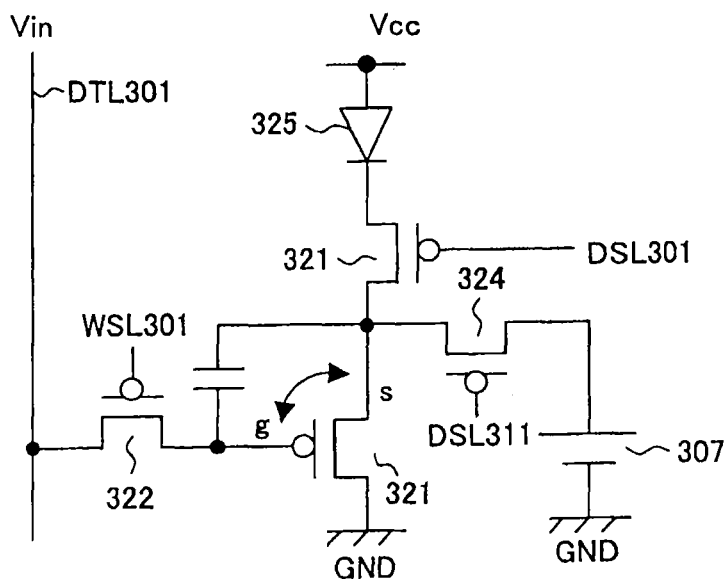 Vin
Vcc
DTL301
325
321
DSL301
324
WSL301
s
g
DSL311
307
322
321
GND
GND